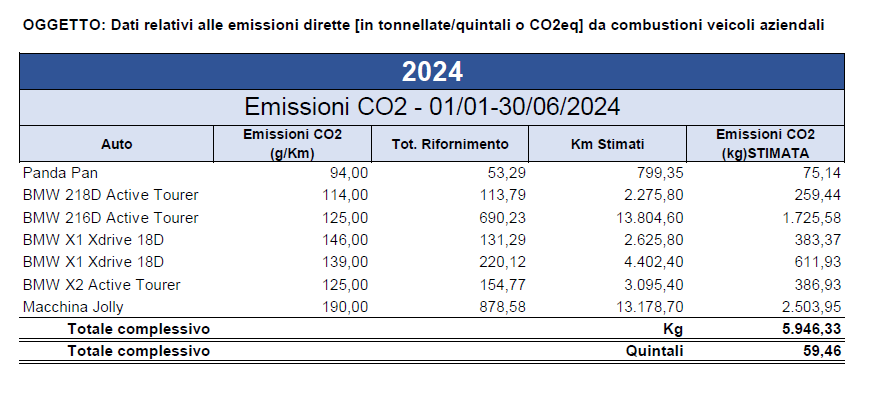 OGGETTO: Dati relativi alle emissioni dirette [in tonnellate/quintali o CO2eq] da combustioni veicoli aziendali
2024
Emissioni CO2 - 01/01-30/06/2024
Auto Emissioni CO2 (g/Km) Tot. Rifornimento Km Stimati Emissioni CO2 (kg)STIMATA
Panda Pan 94,00 53,29 799,35 75,14
BMW 218D Active Tourer 114,00 113,79 2.275,80 259,44
BMW 216D Active Tourer 125,00 690,23 13.804,60 1.725,58
BMW X1 Xdrive 18D 146,00 131,29 2.625,80 383,37
BMW X1 Xdrive 18D 139,00 220,12 4.402,40 611,93
BMW X2 Active Tourer 125,00 154,77 3.095,40 386,93
Macchina Jolly 190,00 878,58 13.178,70 2.503,95
Totale complessivo Kg 5.946,33
Totale complessivo Quintali 59,46